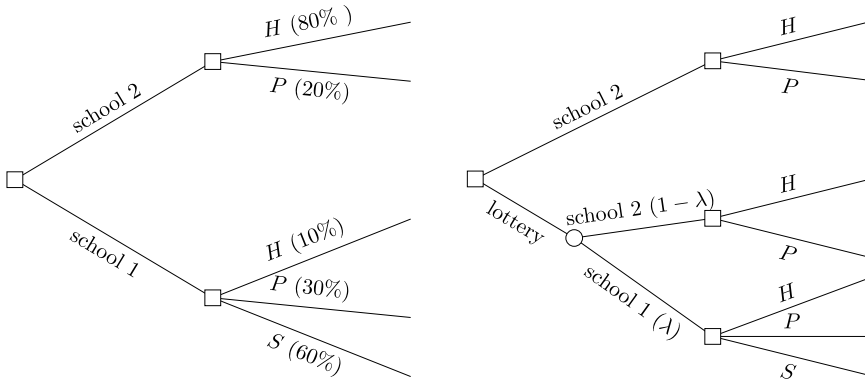 H (80% )
P (20%)
school 2
school 1
H (10%)
P (30%)
S (60%)
H
P
school 2
lottery
school 2 (1 − λ)
H
P
school 1 (λ)
H
P
S